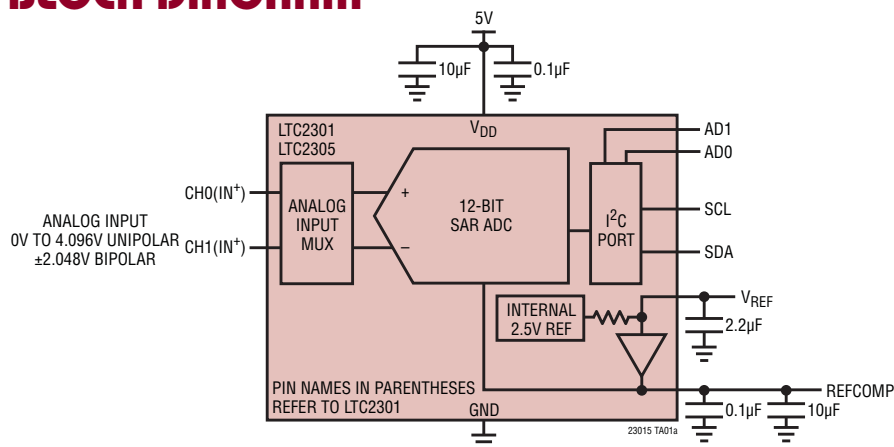 BLOCK DIAGRAM
5V
10µF
0.1µF
LTC2301
LTC2305
VDD
AD1
AD0
CH0(IN+)
ANALOG
INPUT
MUX
+
–
12-BIT
SAR ADC
I2C
PORT
SCL
SDA
ANALOG INPUT
0V TO 4.096V UNIPOLAR
±2.048V BIPOLAR
CH1(IN+)
INTERNAL
2.5V REF
VREF
2.2µF
PIN NAMES IN PARENTHESES
REFER TO LTC2301
GND
REFCOMP
0.1µF
10µF
23015 TA01a